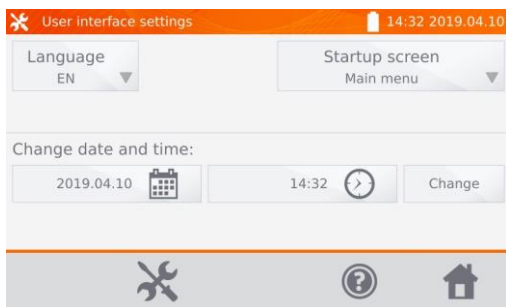 User interface settings
14:32 2019.04.10
Language
EN
Startup screen
Main menu
Change date and time:
2019.04.10
14:32
Change